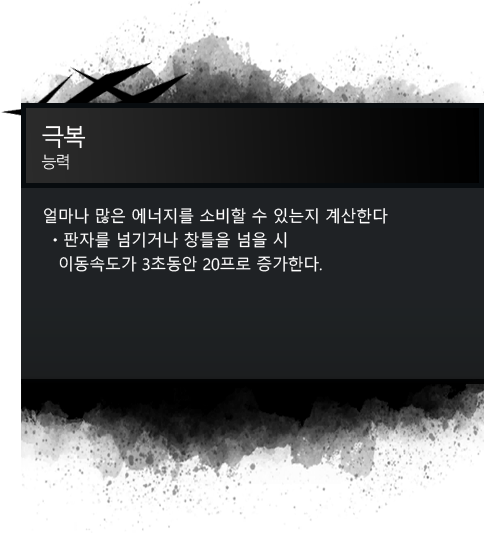 극복
능력
얼마나 많은 에너지를 소비할 수 있는지 계산한다
• 판자를 넘기거나 창틀을 넘을 시
이동속도가 3초동안 20프로 증가한다.